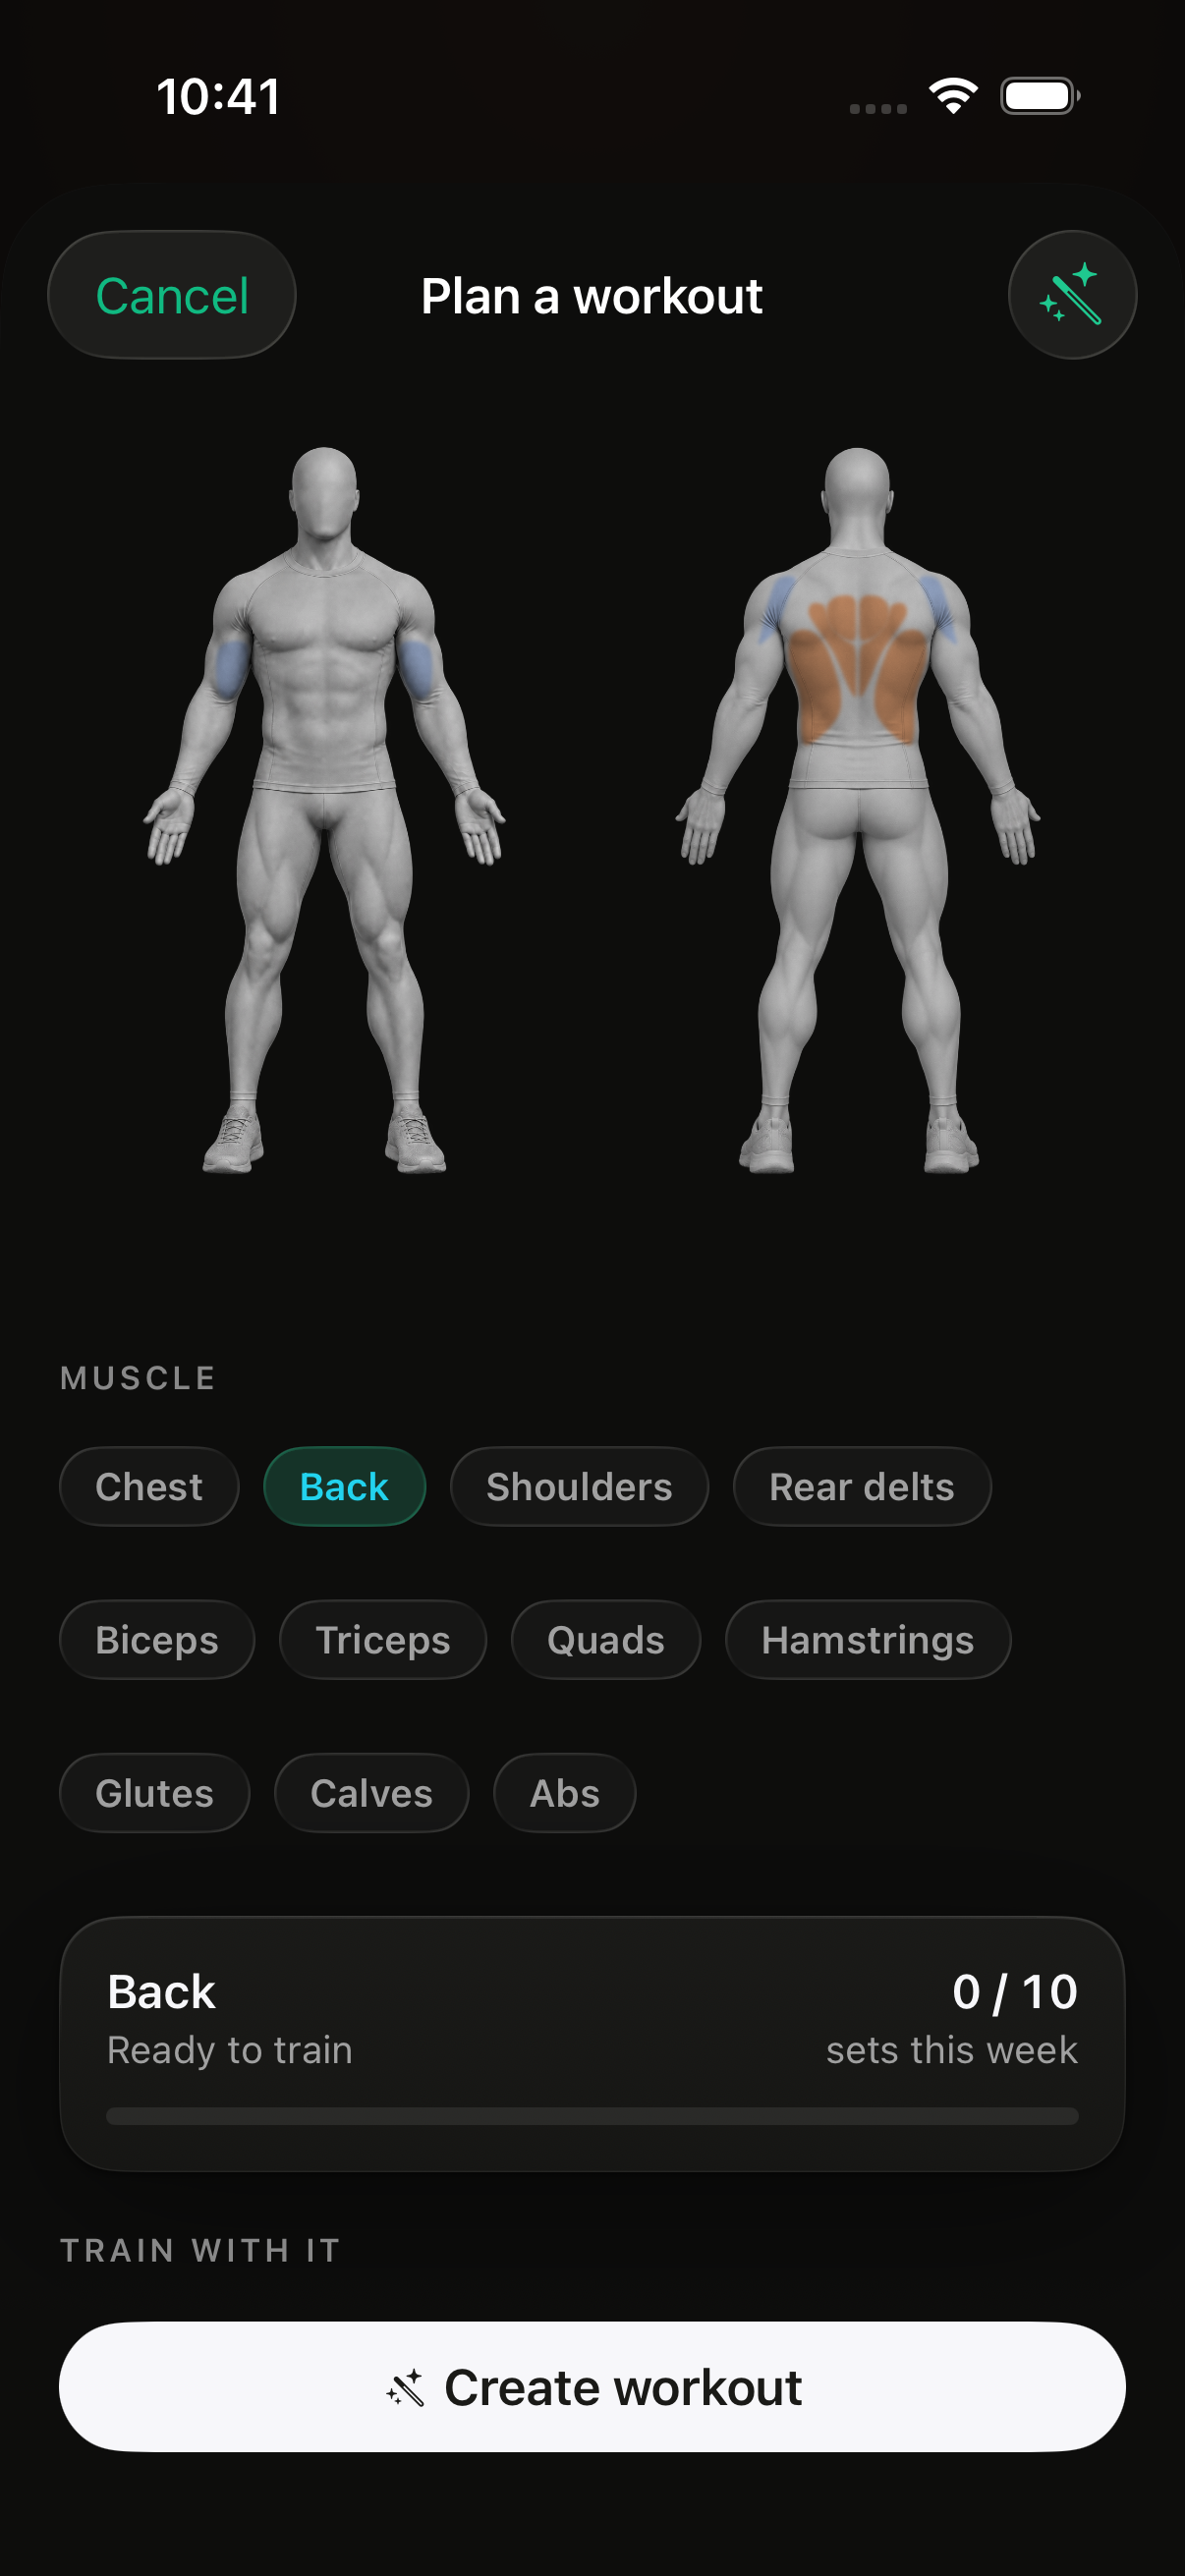 10:41
Cancel
Plan a workout
MUSCLE
Chest
Back
Shoulders
Rear delts
Biceps
Triceps
Quads
Hamstrings
Glutes
Calves
Abs
Back
0 / 10
Ready to train
sets this week
TRAIN WITH IT
Create workout